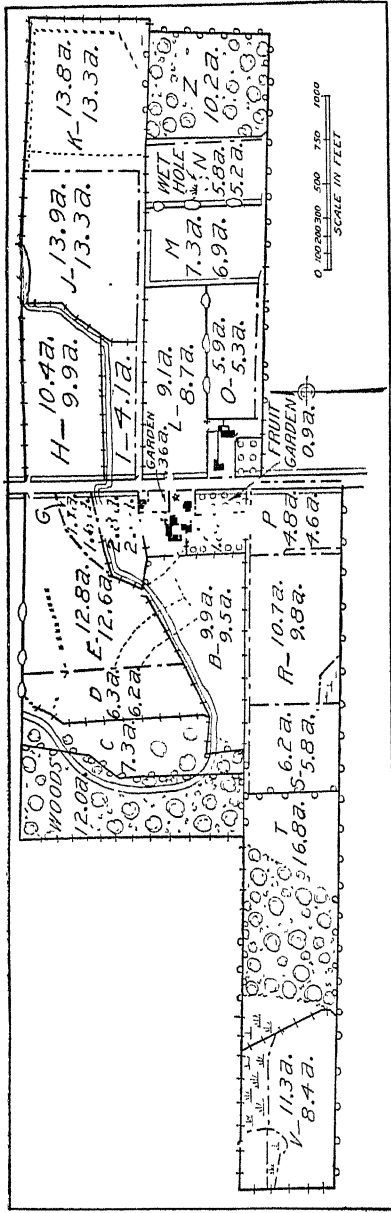 K- 13.8a.
13.3a.
J- 13.9a.
13.3a.
H- 10.4a.
9.9a.
I- 4.1a.
Z
10.2a.
WET
HOLE
N
5.8a.
5.2a.
M
7.3a.
6.9a.
L- 9.1a.
8.7a.
O- 5.9a.
5.3a.
GARDEN
.36a.
FRUIT
GARDEN
0.9a.
G
E- 12.8a.
12.6a.
D
6.3a.
6.2a.
C
7.3a.
WOODS
12.0a.
B- 9.9a.
9.5a.
P
4.8a.
4.6a.
R- 10.7a.
9.8a.
S- 6.2a.
5.8a.
T
16.8a.
V- 11.3a.
8.4a.
0 100 200 300 500 750 1000
SCALE IN FEET